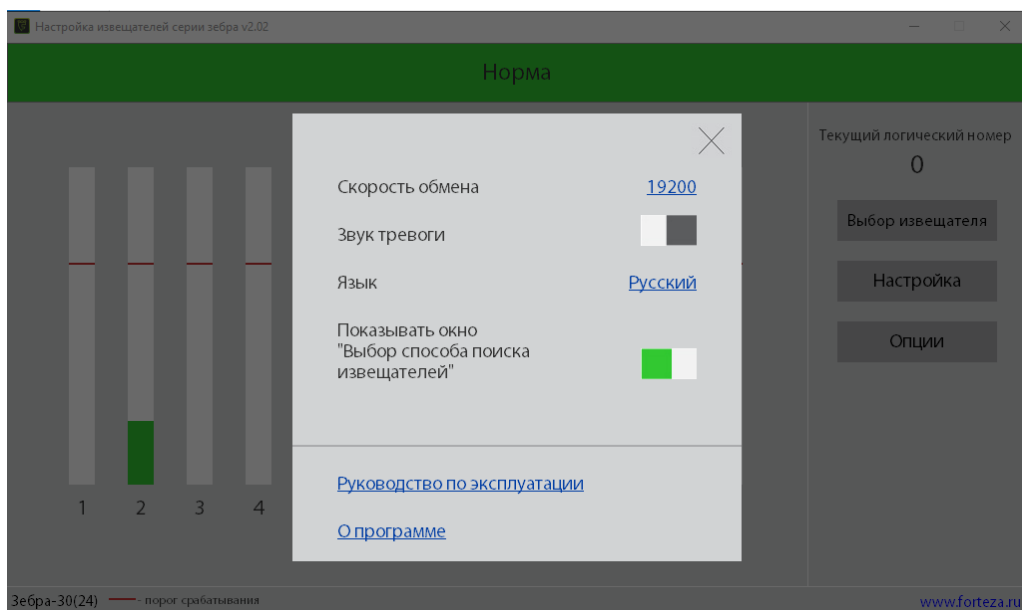 Настройка извещателей серии зебра v2.02
Норма
Текущий логический номер
0
Выбор извещателя
Настройка
Опции
Скорость обмена 19200
Звук тревоги
Язык Русский
Показывать окно
"Выбор способа поиска
извещателей"
Руководство по эксплуатации
О программе
1 2 3 4
Зебра-30(24) - порог срабатывания
www.forteza.ru